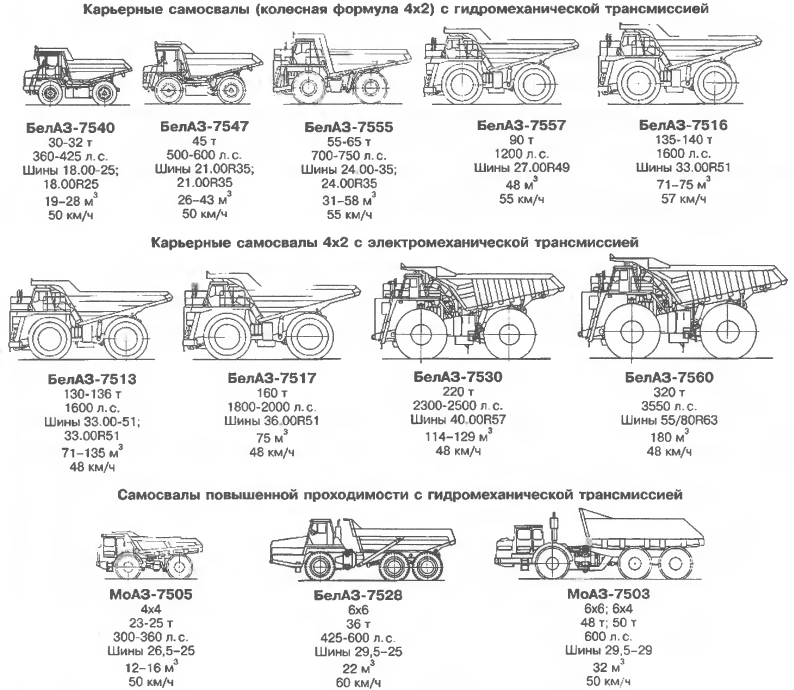 Карьерные самосвалы (колесная формула 4x2) с гидромеханической трансмиссией
БелАЗ-7540
30-32 т
360-425 л.с.
Шины 18.00-25;
18.00R25
19-28 м³
50 км/ч
БелАЗ-7547
45 т
500-600 л.с.
Шины 21.00R35;
21.00R35
26-43 м³
50 км/ч
БелАЗ-7555
55-65 т
700-750 л.с.
Шины 24.00-35;
24.00R35
31-58 м³
55 км/ч
БелАЗ-7557
90 т
1200 л.с.
Шины 27.00R49
48 м³
55 км/ч
БелАЗ-7516
135-140 т
1600 л.с.
Шины 33.00R51
71-75 м³
57 км/ч
Карьерные самосвалы 4x2 с электромеханической трансмиссией
БелАЗ-7513
130-136 т
1600 л.с.
Шины 33.00-51;
33.00R51
71-135 м³
48 км/ч
БелАЗ-7517
160 т
1800-2000 л.с.
Шины 36.00R51
75 м³
48 км/ч
БелАЗ-7530
220 т
2300-2500 л.с.
Шины 40.00R57
114-129 м³
48 км/ч
БелАЗ-7560
320 т
3550 л.с.
Шины 55/80R63
180 м³
48 км/ч
Самосвалы повышенной проходимости с гидромеханической трансмиссией
МоАЗ-7505
4x4
23-25 т
300-360 л.с.
Шины 26,5-25
12-16 м³
50 км/ч
БелАЗ-7528
6x6
36 т
425-600 л.с.
Шины 29,5-25
22 м³
60 км/ч
МоАЗ-7503
6x6; 6x4
48 т; 50 т
600 л.с.
Шины 29,5-29
32 м³
50 км/ч